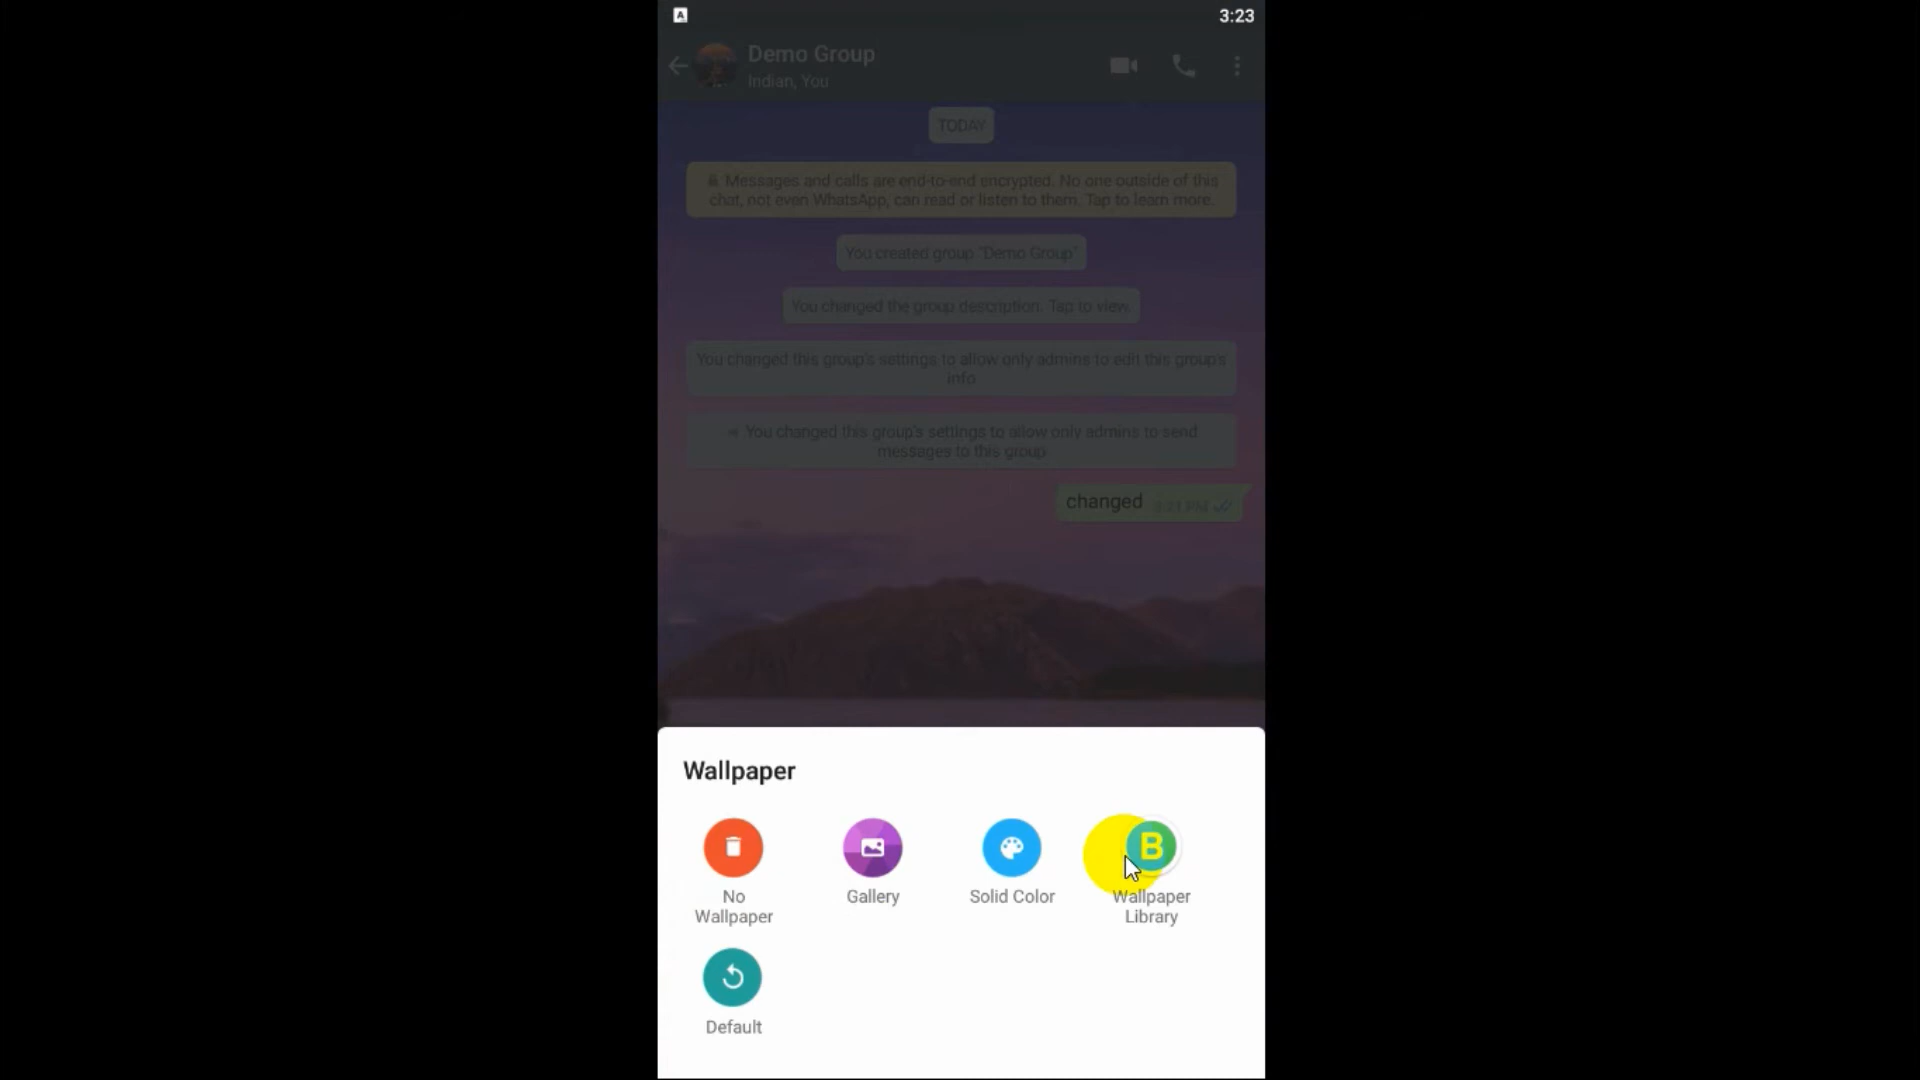 3:23
Demo Group
Indian, You
TODAY
Messages and calls are end-to-end encrypted. No one outside of this
chat, not even WhatsApp, can read or listen to them. Tap to learn more.
You created group "Demo Group"
You changed the group description. Tap to view.
You changed this group's settings to allow only admins to edit this group's
info
You changed this group's settings to allow only admins to send
messages to this group
changed 3:21 PM
Wallpaper
B
No
Wallpaper
Gallery
Solid Color
Wallpaper
Library
Default